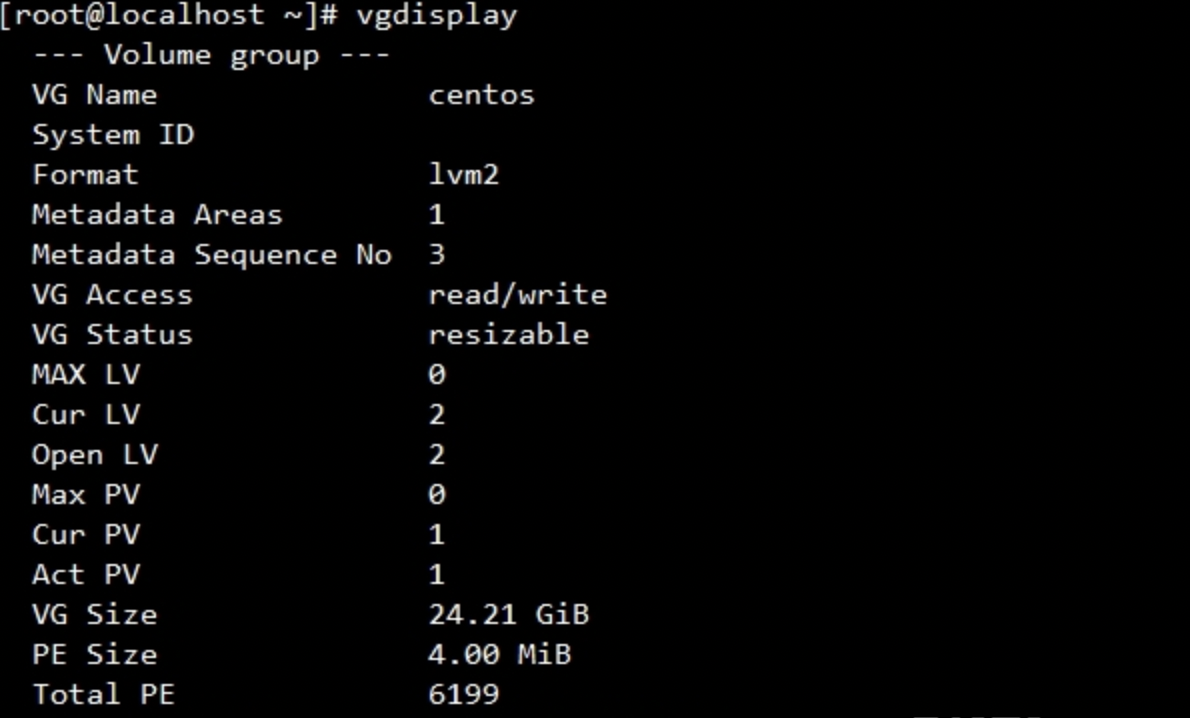 [root@localhost ~]# vgdisplay
--- Volume group ---
VG Name centos
System ID
Format lvm2
Metadata Areas 1
Metadata Sequence No 3
VG Access read/write
VG Status resizable
MAX LV 0
Cur LV 2
Open LV 2
Max PV 0
Cur PV 1
Act PV 1
VG Size 24.21 GiB
PE Size 4.00 MiB
Total PE 6199